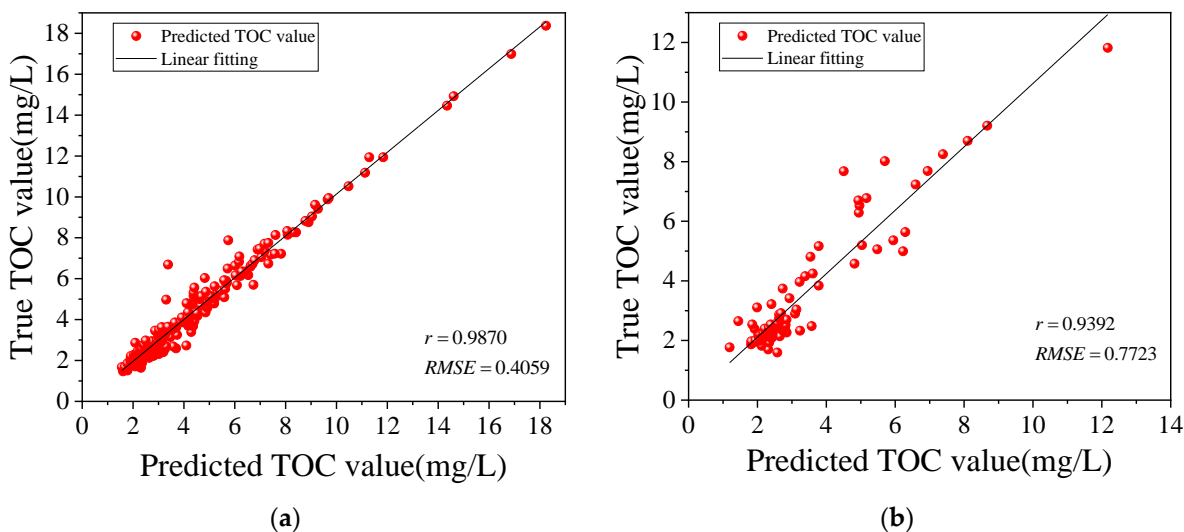 True TOC value(mg/L)
18
16
14
12
10
8
6
4
2
0
Predicted TOC value
Linear fitting
r = 0.9870
RMSE = 0.4059
0 2 4 6 8 10 12 14 16 18
Predicted TOC value(mg/L)
(a)
True TOC value(mg/L)
12
10
8
6
4
2
0
Predicted TOC value
Linear fitting
r = 0.9392
RMSE = 0.7723
0 2 4 6 8 10 12 14
Predicted TOC value(mg/L)
(b)